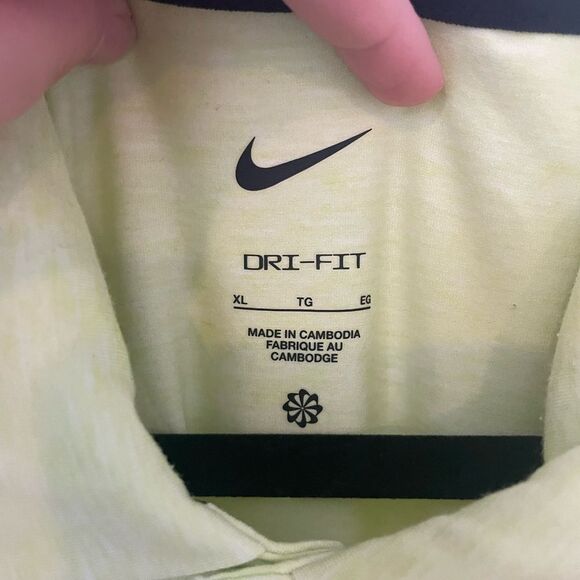 DRI-FIT
XL TG EG
MADE IN CAMBODIA
FABRIQUE AU
CAMBODGE